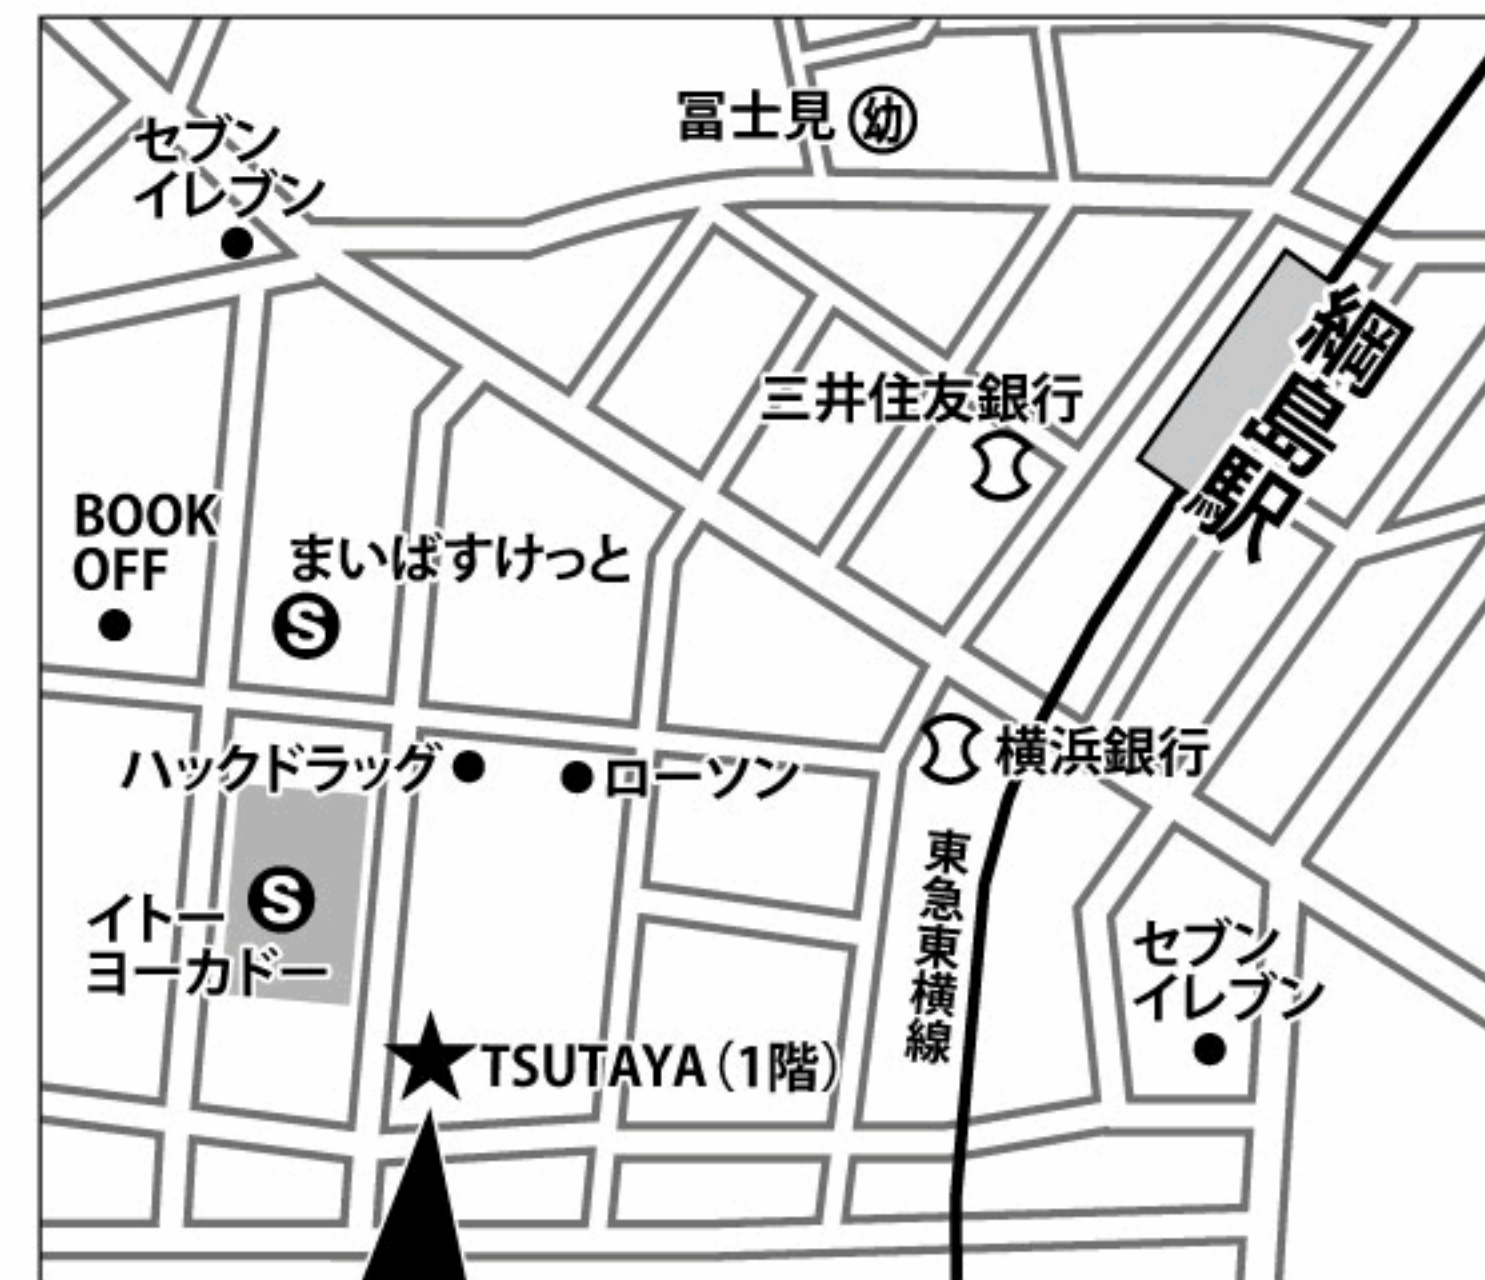 冨士見 幼
セブン
イレブン
綱島駅
三井住友銀行
BOOK
OFF
まいばすけっと
S
ハックドラッグ
ローソン
横浜銀行
東急東横線
S
イトー
ヨーカドー
セブン
イレブン
TSUTAYA（1階）